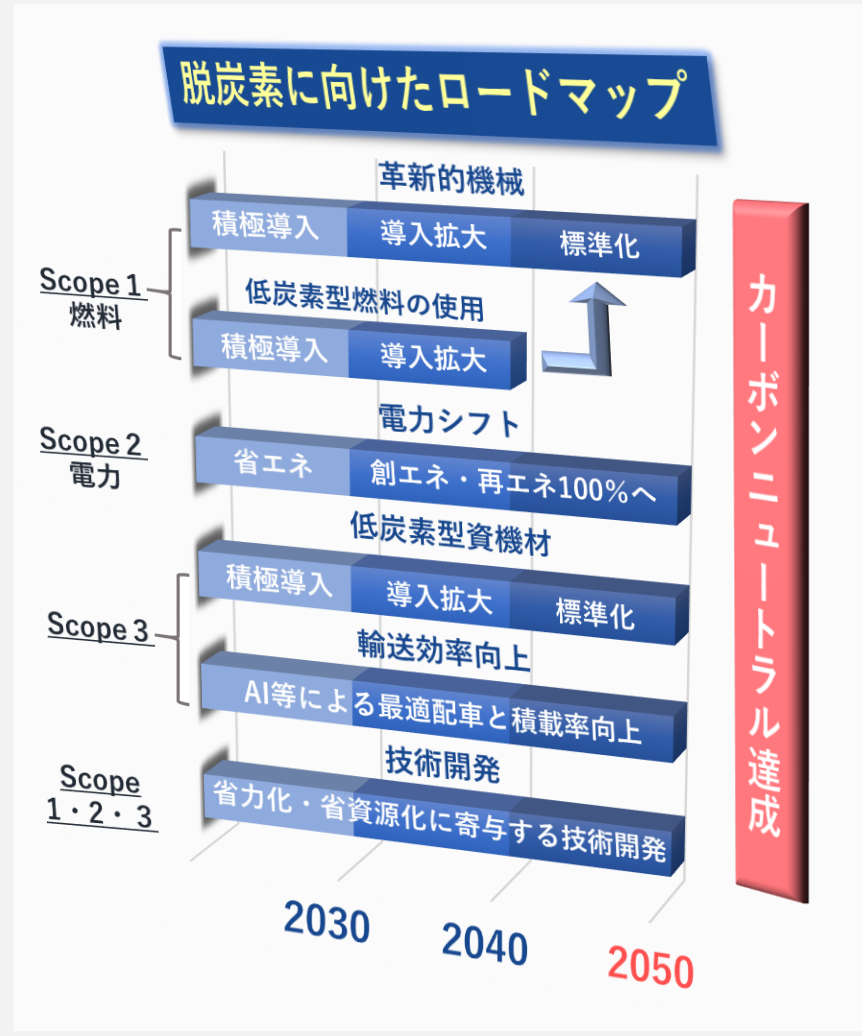 脱炭素に向けたロードマップ
革新的機械
積極導入
導入拡大
標準化
Scope 1
燃料
低炭素型燃料の使用
積極導入
導入拡大
電力シフト
Scope 2
電力
省エネ
創エネ・再エネ100%へ
低炭素型資機材
積極導入
導入拡大
標準化
Scope 3
輸送効率向上
AI等による最適配車と積載率向上
技術開発
Scope
1・2・3
省力化・省資源化に寄与する技術開発
2030
2040
2050
カーボンニュートラル達成